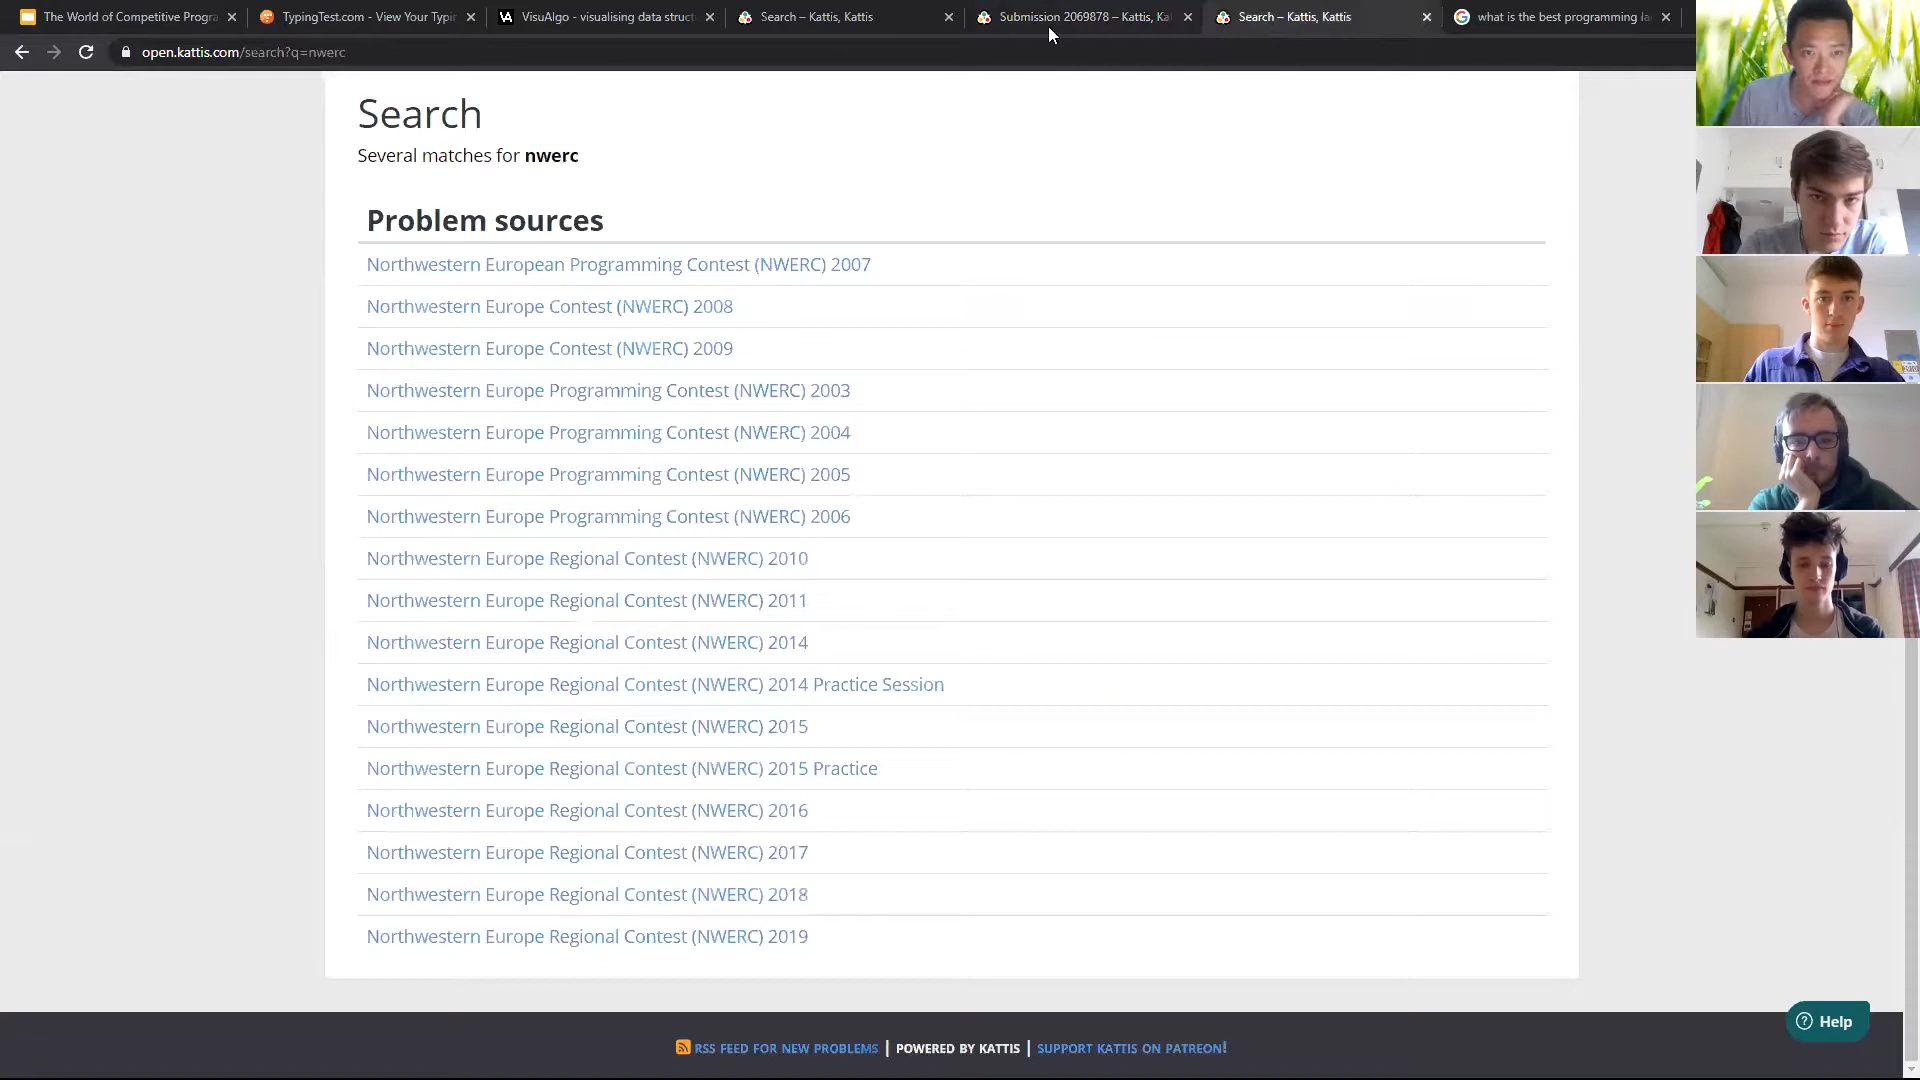 The World of Competitive Progra
TypingTest.com - View Your Typin
VisuAlgo - visualising data struct
Search – Kattis, Kattis
Submission 2069878 – Kattis, Ka
Search – Kattis, Kattis
what is the best programming la
open.kattis.com/search?q=nwerc
Search
Several matches for nwerc
Problem sources
Northwestern European Programming Contest (NWERC) 2007
Northwestern Europe Contest (NWERC) 2008
Northwestern Europe Contest (NWERC) 2009
Northwestern Europe Programming Contest (NWERC) 2003
Northwestern Europe Programming Contest (NWERC) 2004
Northwestern Europe Programming Contest (NWERC) 2005
Northwestern Europe Programming Contest (NWERC) 2006
Northwestern Europe Regional Contest (NWERC) 2010
Northwestern Europe Regional Contest (NWERC) 2011
Northwestern Europe Regional Contest (NWERC) 2014
Northwestern Europe Regional Contest (NWERC) 2014 Practice Session
Northwestern Europe Regional Contest (NWERC) 2015
Northwestern Europe Regional Contest (NWERC) 2015 Practice
Northwestern Europe Regional Contest (NWERC) 2016
Northwestern Europe Regional Contest (NWERC) 2017
Northwestern Europe Regional Contest (NWERC) 2018
Northwestern Europe Regional Contest (NWERC) 2019
? Help
RSS FEED FOR NEW PROBLEMS | POWERED BY KATTIS | SUPPORT KATTIS ON PATREON!